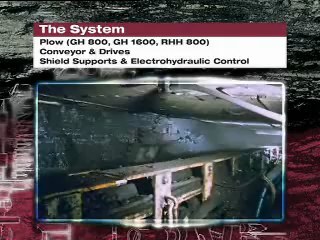 The System
Plow (GH 800, GH 1600, RHH 800)
Conveyor & Drives
Shield Supports & Electrohydraulic Control